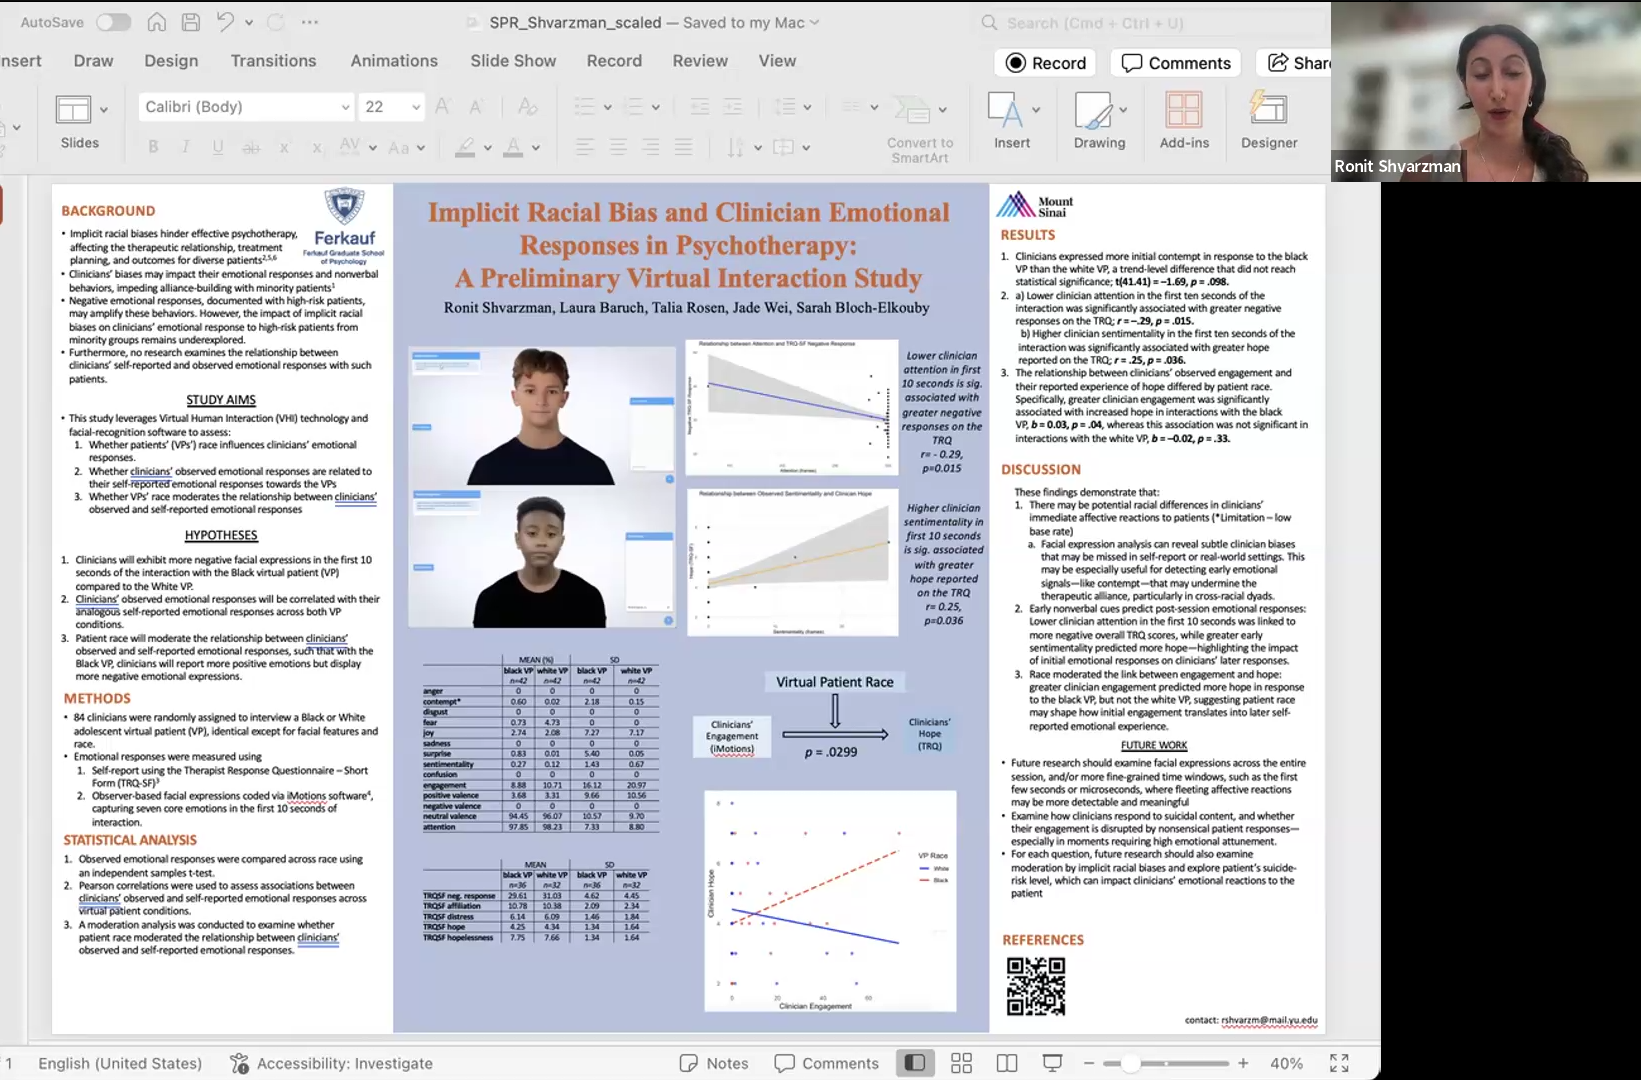 AutoSave
SPR_Shvarzman_scaled — Saved to my Mac
Search (Cmd + Ctrl + U)
nsert Draw Design Transitions Animations Slide Show Record Review View
Record Comments Share
Slides
Calibri (Body) 22
Convert to
SmartArt
Insert Drawing Add-ins Designer
Ronit Shvarzman
BACKGROUND
Ferkauf
Ferkauf Graduate School
of Psychology
• Implicit racial biases hinder effective psychotherapy,
affecting the therapeutic relationship, treatment
planning, and outcomes for diverse patients2,5,6
• Clinicians' biases may impact their emotional responses and nonverbal
behaviors, impeding alliance-building with minority patients1
• Negative emotional responses, documented with high-risk patients,
may amplify these behaviors. However, the impact of implicit racial
biases on clinicians' emotional response to high-risk patients from
minority groups remains underexplored.
• Furthermore, no research examines the relationship between
clinicians' self-reported and observed emotional responses with such
patients.
STUDY AIMS
• This study leverages Virtual Human Interaction (VHI) technology and
facial-recognition software to assess:
1. Whether patients' (VPs') race influences clinicians' emotional
responses.
2. Whether clinicians' observed emotional responses are related to
their self-reported emotional responses towards the VPs
3. Whether VPs' race moderates the relationship between clinicians'
observed and self-reported emotional responses
HYPOTHESES
1. Clinicians will exhibit more negative facial expressions in the first 10
seconds of the interaction with the Black virtual patient (VP)
compared to the White VP.
2. Clinicians' observed emotional responses will be correlated with their
analogous self-reported emotional responses across both VP
conditions.
3. Patient race will moderate the relationship between clinicians'
observed and self-reported emotional responses, such that with the
Black VP, clinicians will report more positive emotions but display
more negative emotional expressions.
METHODS
• 84 clinicians were randomly assigned to interview a Black or White
adolescent virtual patient (VP), identical except for facial features and
race.
• Emotional responses were measured using
1. Self-report using the Therapist Response Questionnaire – Short
Form (TRQ-SF)3
2. Observer-based facial expressions coded via iMotions software4,
capturing seven core emotions in the first 10 seconds of
interaction.
STATISTICAL ANALYSIS
1. Observed emotional responses were compared across race using
an independent samples t-test.
2. Pearson correlations were used to assess associations between
clinicians' observed and self-reported emotional responses across
virtual patient conditions.
3. A moderation analysis was conducted to examine whether
patient race moderated the relationship between clinicians'
observed and self-reported emotional responses.
Implicit Racial Bias and Clinician Emotional
Responses in Psychotherapy:
A Preliminary Virtual Interaction Study
Ronit Shvarzman, Laura Baruch, Talia Rosen, Jade Wei, Sarah Bloch-Elkouby
Relationship between Attention and TRQ-SF Negative Response
Negative TRQ-SF Response
Attention (frames)
Lower clinician
attention in first
10 seconds is sig.
associated with
greater negative
responses on the
TRQ
r= - 0.29,
p=0.015
Relationship between Observed Sentimentality and Clinician Hope
Hope (TRQ-SF)
Sentimentality (frames)
Higher clinician
sentimentality in
first 10 seconds
is sig. associated
with greater
hope reported
on the TRQ
r= 0.25,
p=0.036
MEAN (%) SD
black VP white VP black VP white VP
n=42 n=42 n=42 n=42
anger 0 0 0 0
contempt* 0.60 0.02 2.18 0.15
disgust 0 0 0 0
fear 0.73 4.73 0 0
joy 2.74 2.08 7.27 7.17
sadness 0 0 0 0
surprise 0.83 0.01 5.40 0.05
sentimentality 0.27 0.12 1.43 0.67
confusion 0 0 0 0
engagement 8.88 10.71 16.12 20.97
positive valence 3.68 3.31 9.66 10.56
negative valence 0 0 0 0
neutral valence 94.45 96.07 10.57 9.70
attention 97.85 98.23 7.33 8.80
MEAN SD
black VP white VP black VP white VP
n=36 n=32 n=36 n=32
TRQSF neg. response 29.61 31.03 4.62 4.45
TRQSF affiliation 10.78 10.38 2.09 2.34
TRQSF distress 6.14 6.09 1.46 1.84
TRQSF hope 4.25 4.34 1.34 1.64
TRQSF hopelessness 7.75 7.66 1.34 1.64
Virtual Patient Race
Clinicians'
Engagement
(iMotions)
p = .0299
Clinicians'
Hope
(TRQ)
Clinician Hope
8
6
4
2
0 20 40 60
Clinician Engagement
VP Race
White
Black
Mount
Sinai
RESULTS
1. Clinicians expressed more initial contempt in response to the black
VP than the white VP, a trend-level difference that did not reach
statistical significance; t(41.41) = –1.69, p = .098.
2. a) Lower clinician attention in the first ten seconds of the
interaction was significantly associated with greater negative
responses on the TRQ; r = –.29, p = .015.
b) Higher clinician sentimentality in the first ten seconds of the
interaction was significantly associated with greater hope
reported on the TRQ; r = .25, p = .036.
3. The relationship between clinicians' observed engagement and
their reported experience of hope differed by patient race.
Specifically, greater clinician engagement was significantly
associated with increased hope in interactions with the black
VP, b = 0.03, p = .04, whereas this association was not significant in
interactions with the white VP, b = –0.02, p = .33.
DISCUSSION
These findings demonstrate that:
1. There may be potential racial differences in clinicians'
immediate affective reactions to patients (*Limitation – low
base rate)
a. Facial expression analysis can reveal subtle clinician biases
that may be missed in self-report or real-world settings. This
may be especially useful for detecting early emotional
signals—like contempt—that may undermine the
therapeutic alliance, particularly in cross-racial dyads.
2. Early nonverbal cues predict post-session emotional responses:
Lower clinician attention in the first 10 seconds was linked to
more negative overall TRQ scores, while greater early
sentimentality predicted more hope—highlighting the impact
of initial emotional responses on clinicians' later responses.
3. Race moderated the link between engagement and hope:
greater clinician engagement predicted more hope in response
to the black VP, but not the white VP, suggesting patient race
may shape how initial engagement translates into later self-
reported emotional experience.
FUTURE WORK
• Future research should examine facial expressions across the entire
session, and/or more fine-grained time windows, such as the first
few seconds or microseconds, where fleeting affective reactions
may be more detectable and meaningful
• Examine how clinicians respond to suicidal content, and whether
their engagement is disrupted by nonsensical patient responses—
especially in moments requiring high emotional attunement.
• For each question, future research should also examine
moderation by implicit racial biases and explore patient's suicide-
risk level, which can impact clinicians' emotional reactions to the
patient
REFERENCES
contact: rshvarzm@mail.yu.edu
1 English (United States) Accessibility: Investigate
Notes Comments 40%